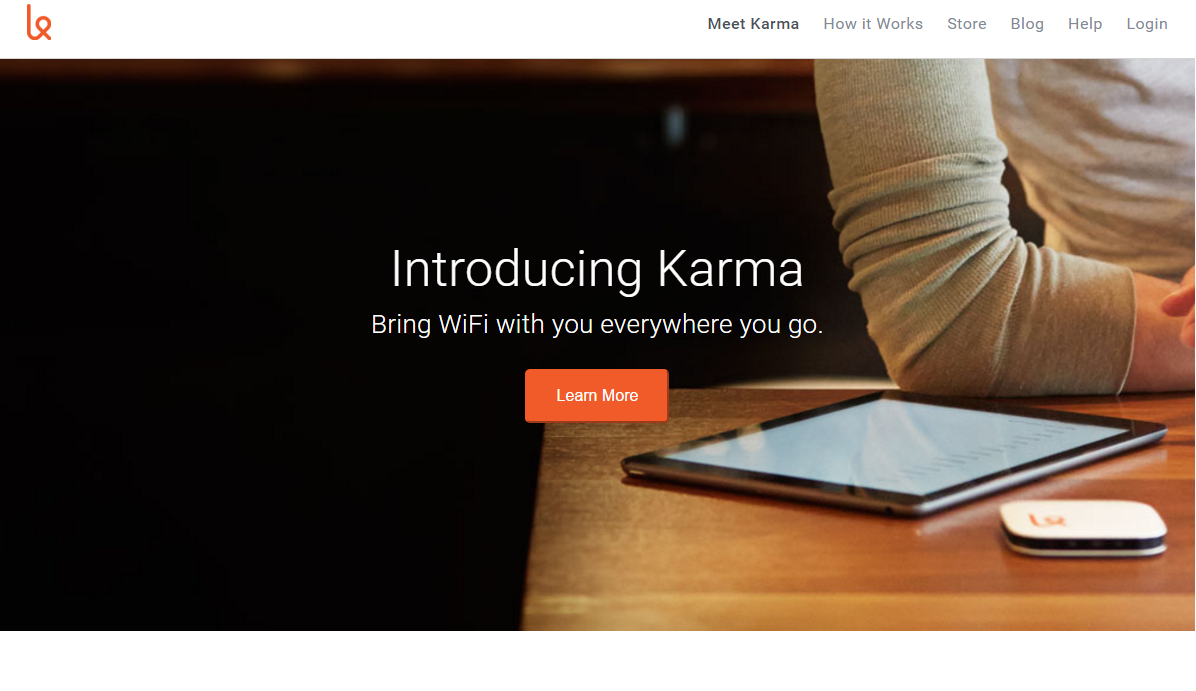 Meet Karma How it Works Store Blog Help Login
Introducing Karma
Bring WiFi with you everywhere you go.
Learn More